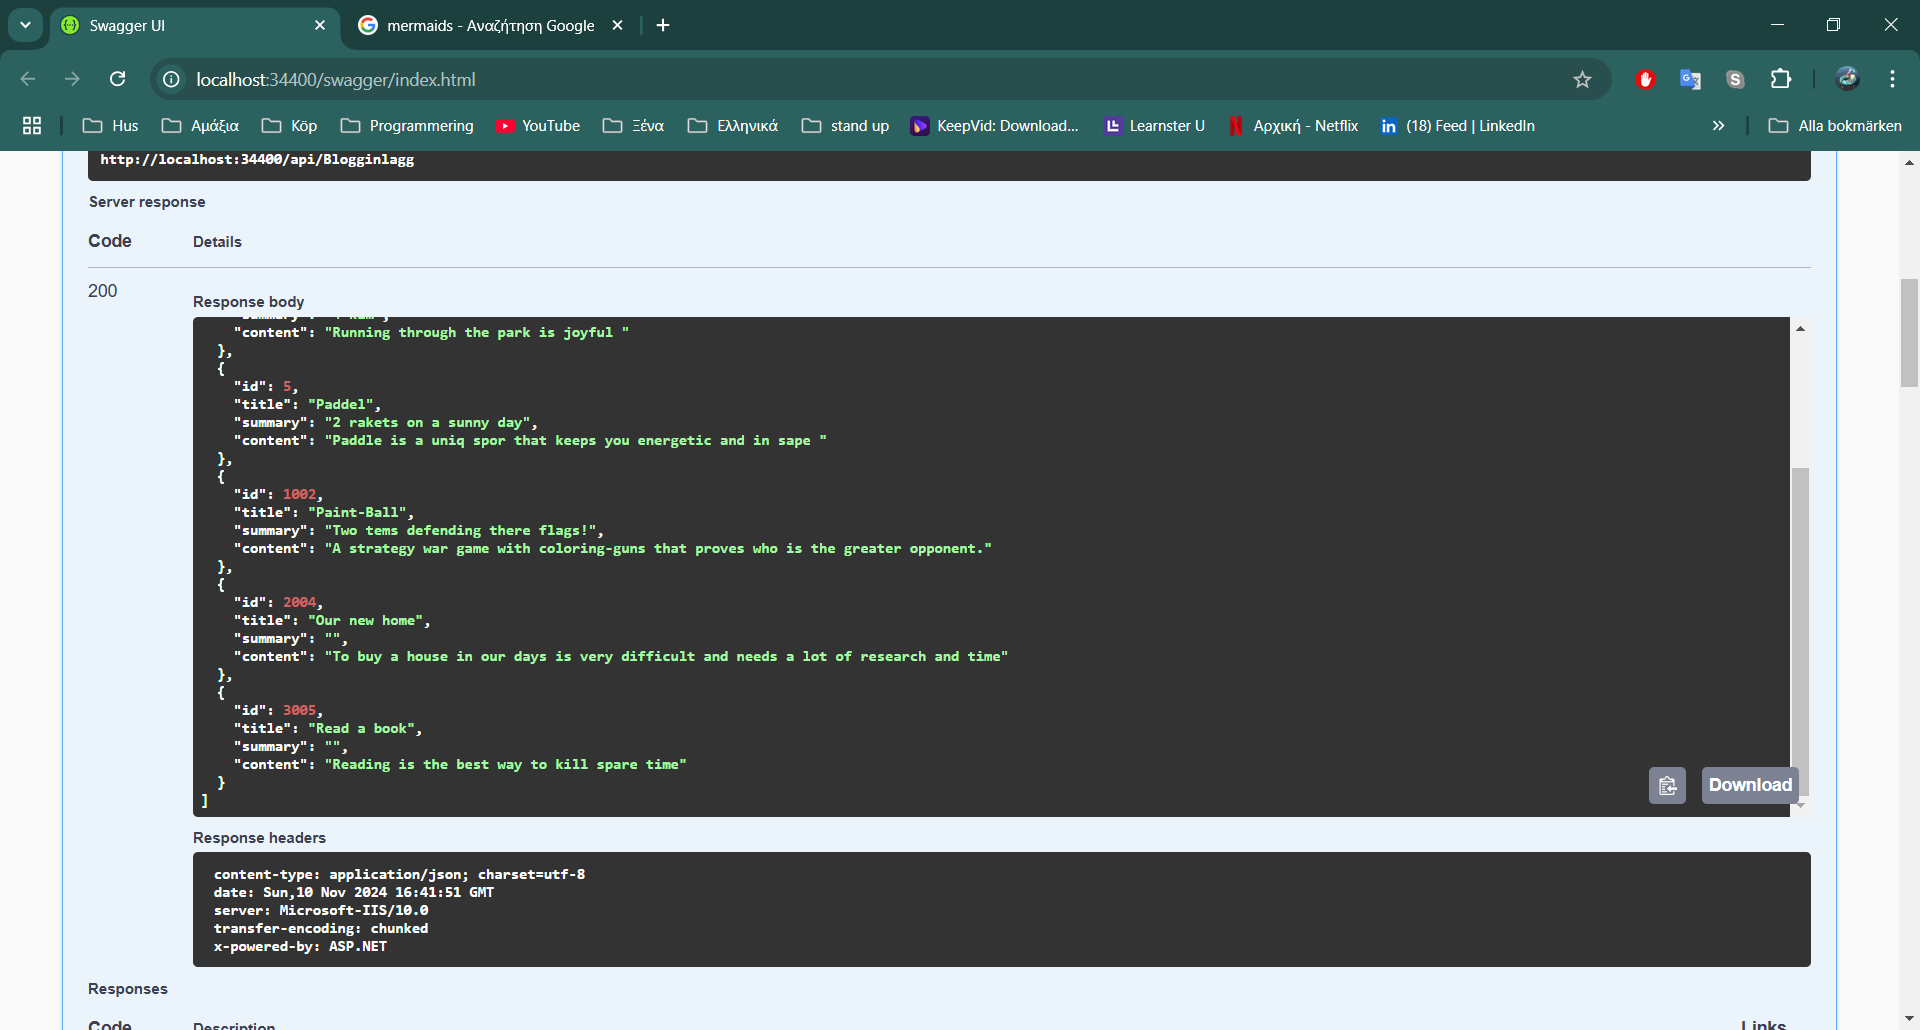 Swagger UI
mermaids - Αναζήτηση Google
localhost:34400/swagger/index.html
Hus
Αμάξια
Köp
Programmering
YouTube
Ξένα
Ελληνικά
stand up
KeepVid: Download...
Learnster U
Αρχική - Netflix
(18) Feed | LinkedIn
Alla bokmärken
http://localhost:34400/api/Blogginlagg
Server response
Code Details
200
Response body
"content": "Running through the park is joyful "
},
{
"id": 5,
"title": "Paddel",
"summary": "2 rakets on a sunny day",
"content": "Paddle is a uniq spor that keeps you energetic and in sape "
},
{
"id": 1002,
"title": "Paint-Ball",
"summary": "Two tems defending there flags!",
"content": "A strategy war game with coloring-guns that proves who is the greater opponent."
},
{
"id": 2004,
"title": "Our new home",
"summary": "",
"content": "To buy a house in our days is very difficult and needs a lot of research and time"
},
{
"id": 3005,
"title": "Read a book",
"summary": "",
"content": "Reading is the best way to kill spare time"
}
]
Download
Response headers
content-type: application/json; charset=utf-8
date: Sun,10 Nov 2024 16:41:51 GMT
server: Microsoft-IIS/10.0
transfer-encoding: chunked
x-powered-by: ASP.NET
Responses
Code Description Links